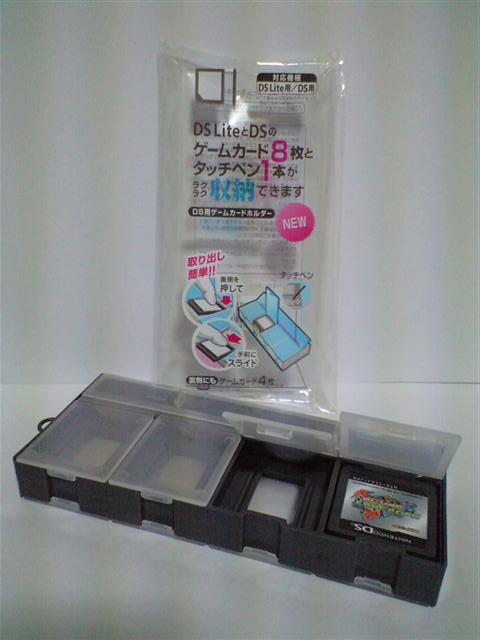 対応機種
DS Lite用/DS用
DS LiteとDSの
ゲームカード8枚と
タッチペン1本が
ラクラク収納できます
DS用ゲームカードホルダー
NEW
取り出し
簡単!!
タッチペン
裏側を
押して
手前に
スライド
裏側にもゲームカード4枚
NINTENDO DS